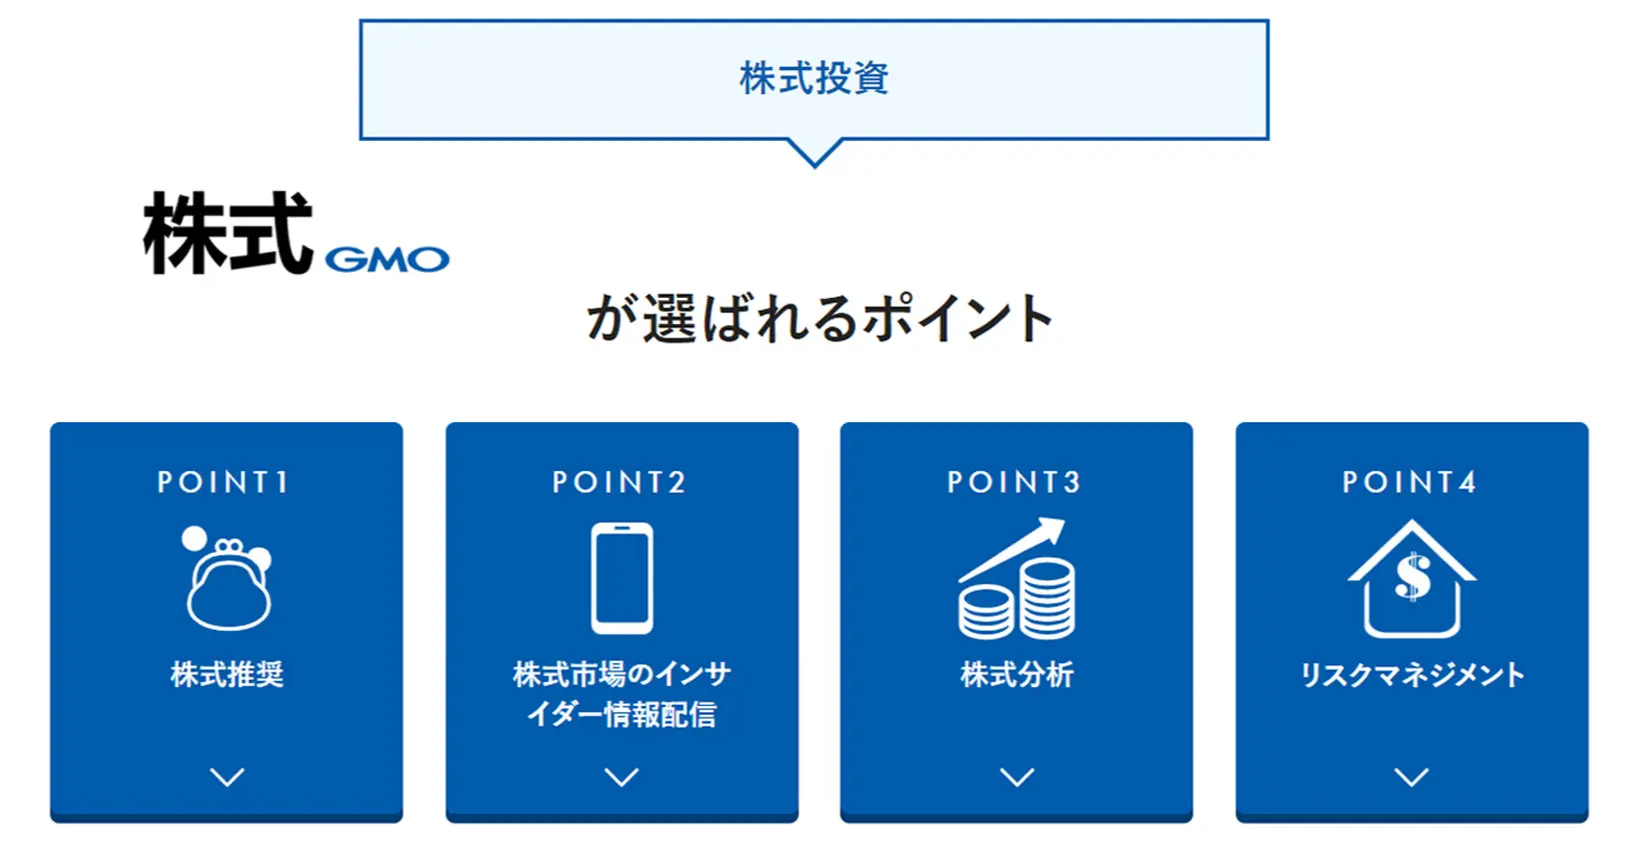 株式投資
株式 GMO
が選ばれるポイント
POINT1
株式推奨
POINT2
株式市場のインサ
イダー情報配信
POINT3
株式分析
POINT4
$
リスクマネジメント